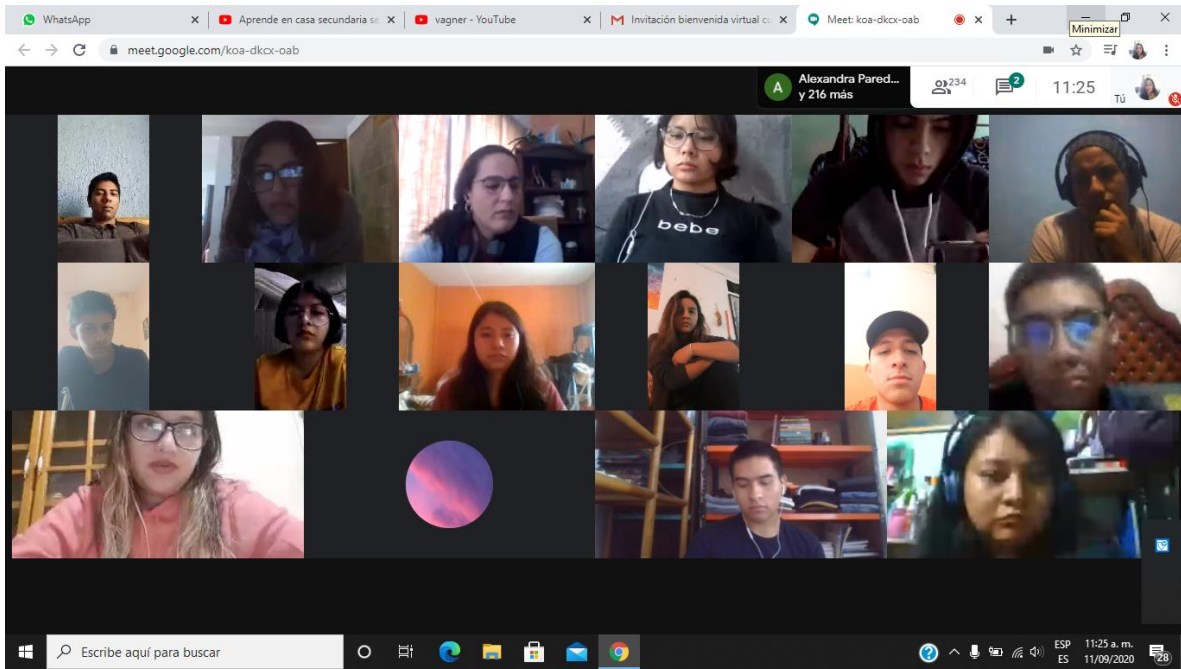 WhatsApp
Aprende en casa secundaria se
vagner - YouTube
Invitación bienvenida virtual cu
Meet: koa-dkcx-oab
Minimizar
meet.google.com/koa-dkcx-oab
A
Alexandra Pared...
y 216 más
234
2
11:25
Tú
bebe
Escribe aquí para buscar
ESP
ES
11:25 a. m.
11/09/2020
28